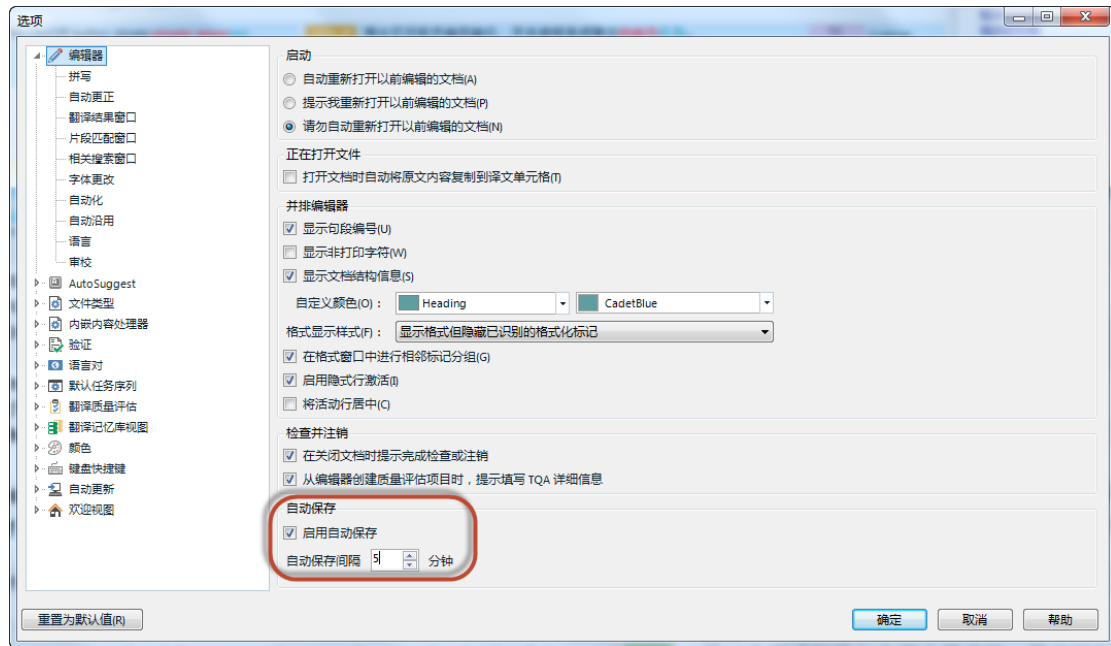 选项
编辑器
拼写
自动更正
翻译结果窗口
片段匹配窗口
相关搜索窗口
字体更改
自动化
自动沿用
语言
审校
AutoSuggest
文件类型
内嵌内容处理器
验证
语言对
默认任务序列
翻译质量评估
翻译记忆库视图
颜色
键盘快捷键
自动更新
欢迎视图
启动
自动重新打开以前编辑的文档(A)
提示我重新打开以前编辑的文档(P)
请勿自动重新打开以前编辑的文档(N)
正在打开文件
打开文档时自动将原文内容复制到译文单元格(T)
并排编辑器
显示句段编号(U)
显示非打印字符(W)
显示文档结构信息(S)
自定义颜色(O)： Heading CadetBlue
格式显示样式(F)： 显示格式但隐藏已识别的格式化标记
在格式窗口中进行相邻标记分组(G)
启用隐式行激活(I)
将活动行居中(C)
检查并注销
在关闭文档时提示完成检查或注销
从编辑器创建质量评估项目时，提示填写 TQA 详细信息
自动保存
启用自动保存
自动保存间隔 5 分钟
重置为默认值(R) 确定 取消 帮助